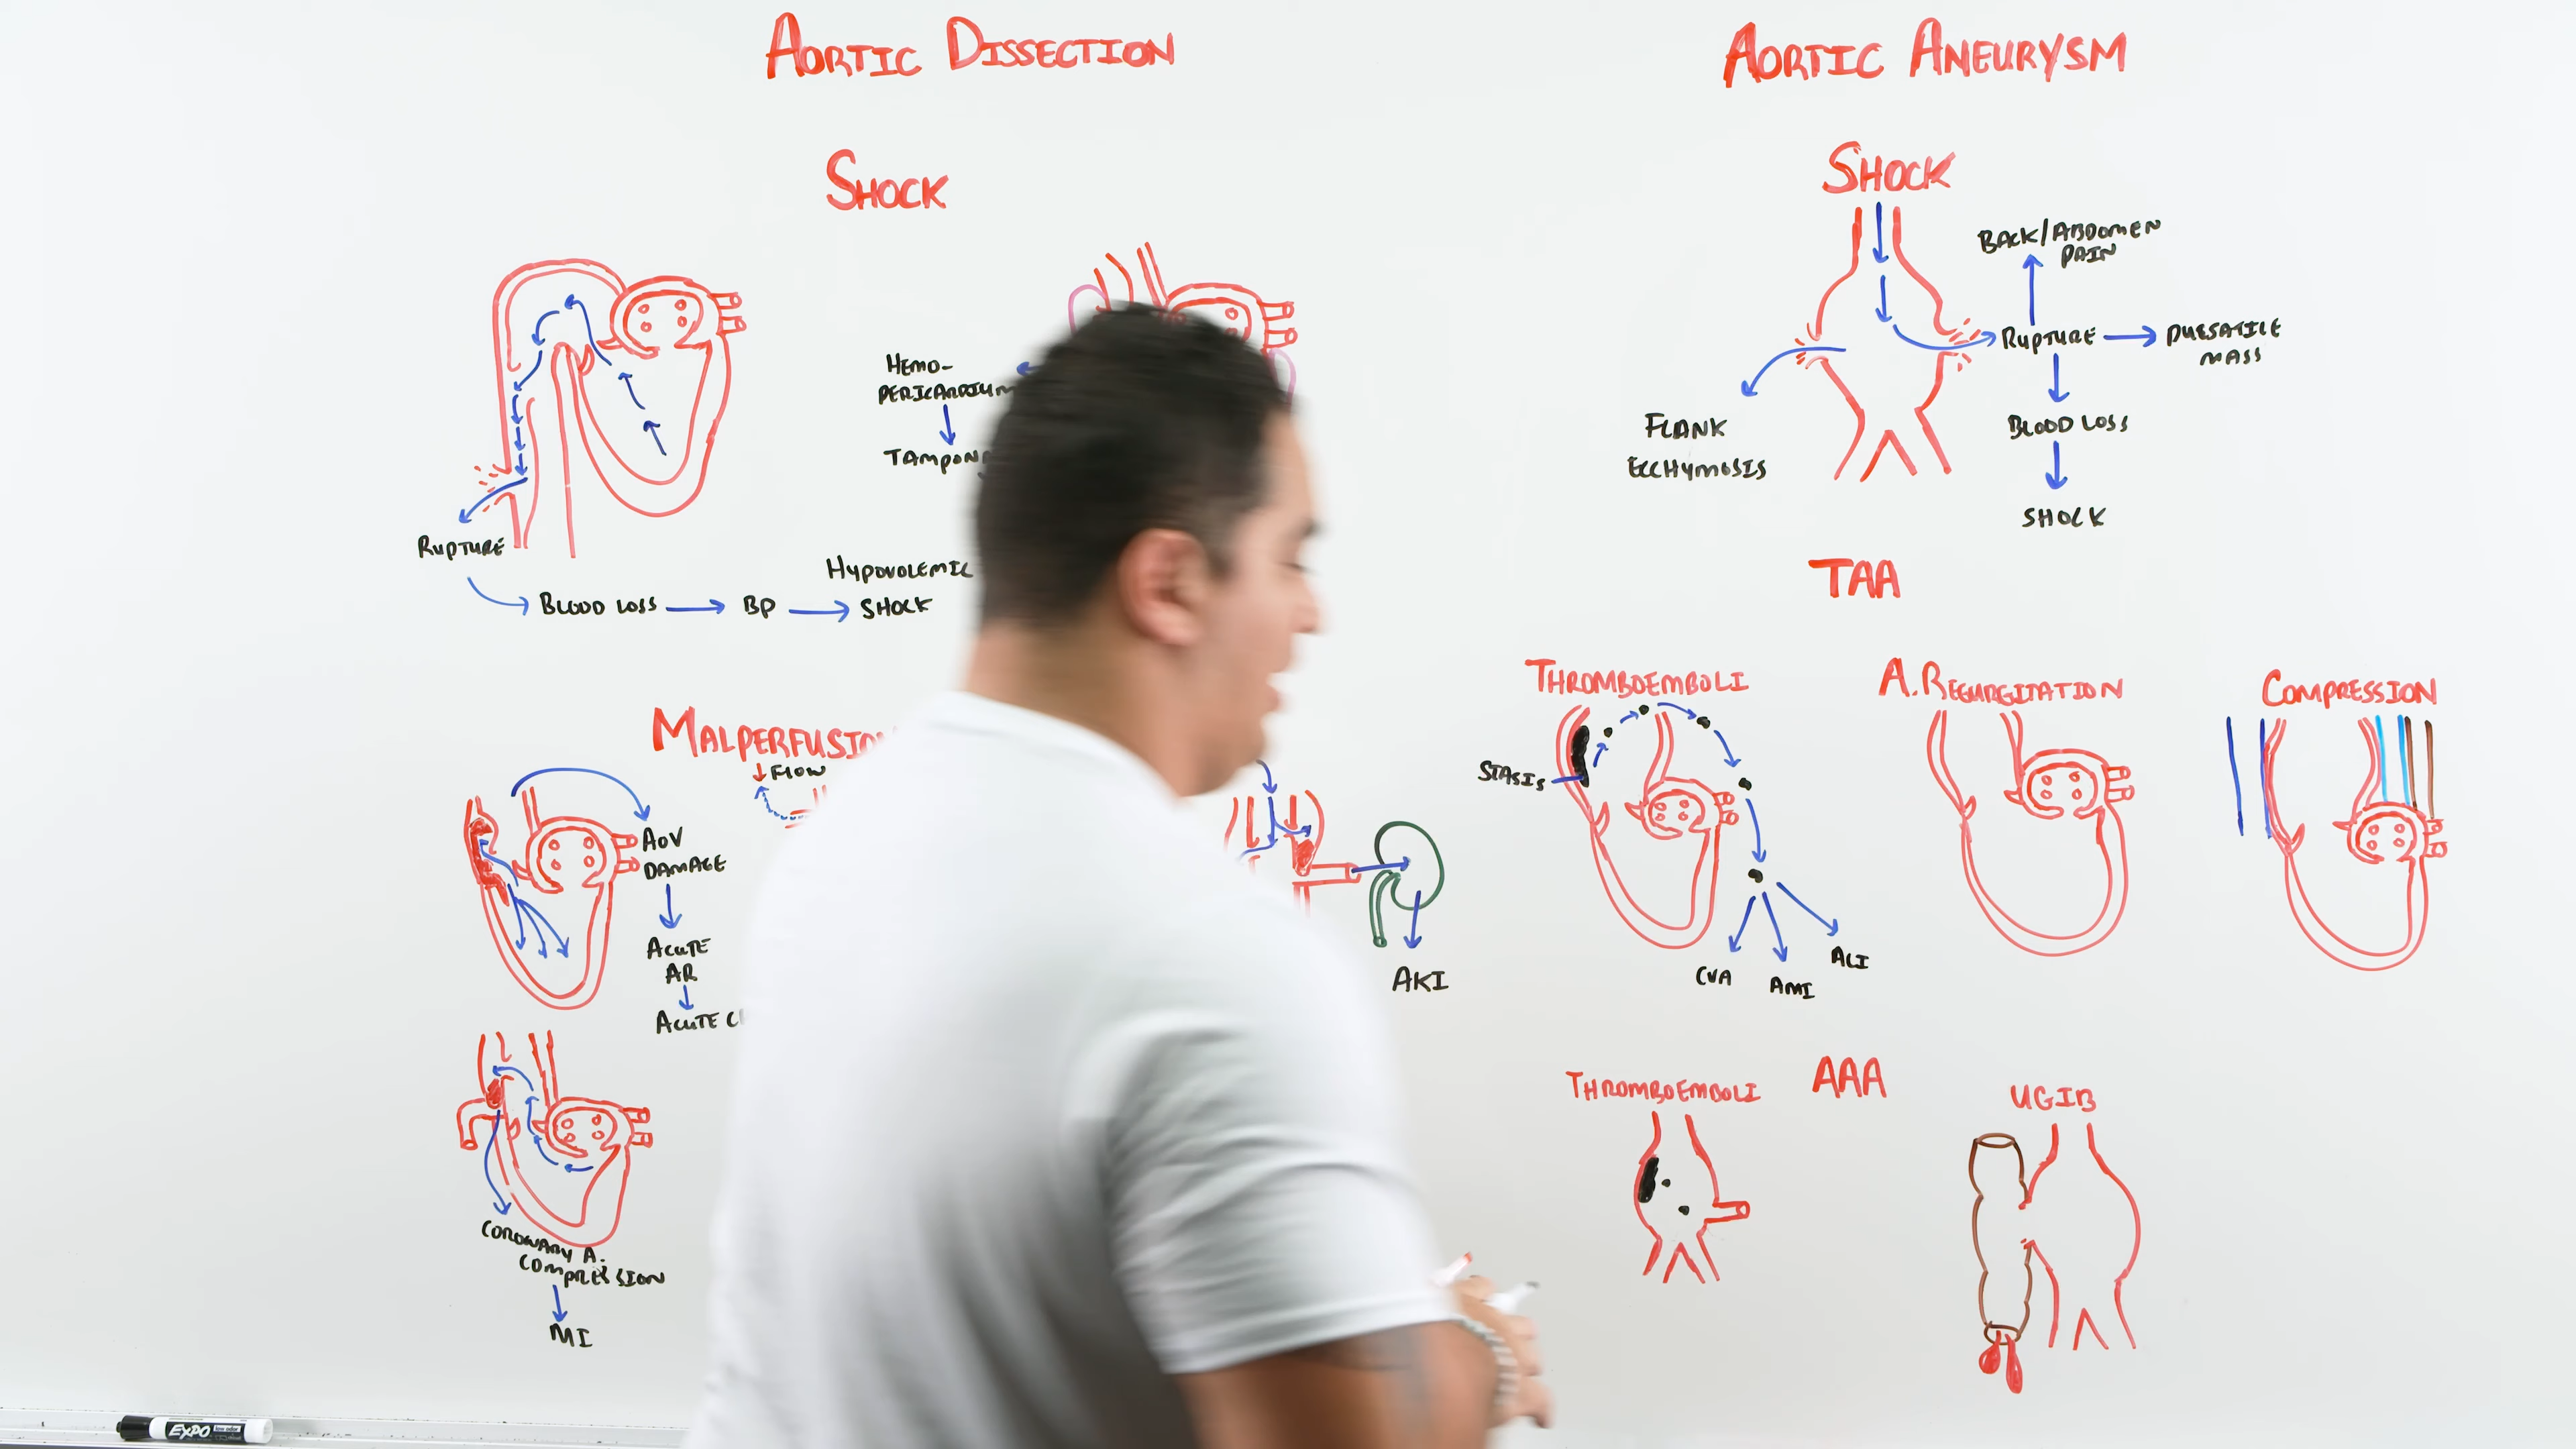 AORTIC DISSECTION
SHOCK
HEMO-
PERICARDIUM
RUPTURE
BLOOD LOSS
BP
HYPOVOLEMIC
SHOCK
MALPERFUSION
↓ FLOW
AOV
DAMAGE
ACUTE
AR
ACUTE
CORONARY A.
COMPRESSION
MI
AKI
AORTIC ANEURYSM
SHOCK
BACK/ABDOMEN
PAIN
RUPTURE
PULSATILE
MASS
FLANK
ECCHYMOSIS
BLOOD LOSS
SHOCK
TAA
THROMBOEMBOLI
STASIS
CVA
AMI
ALI
A. REGURGITATION
COMPRESSION
AAA
THROMBOEMBOLI
UGIB
EXPO